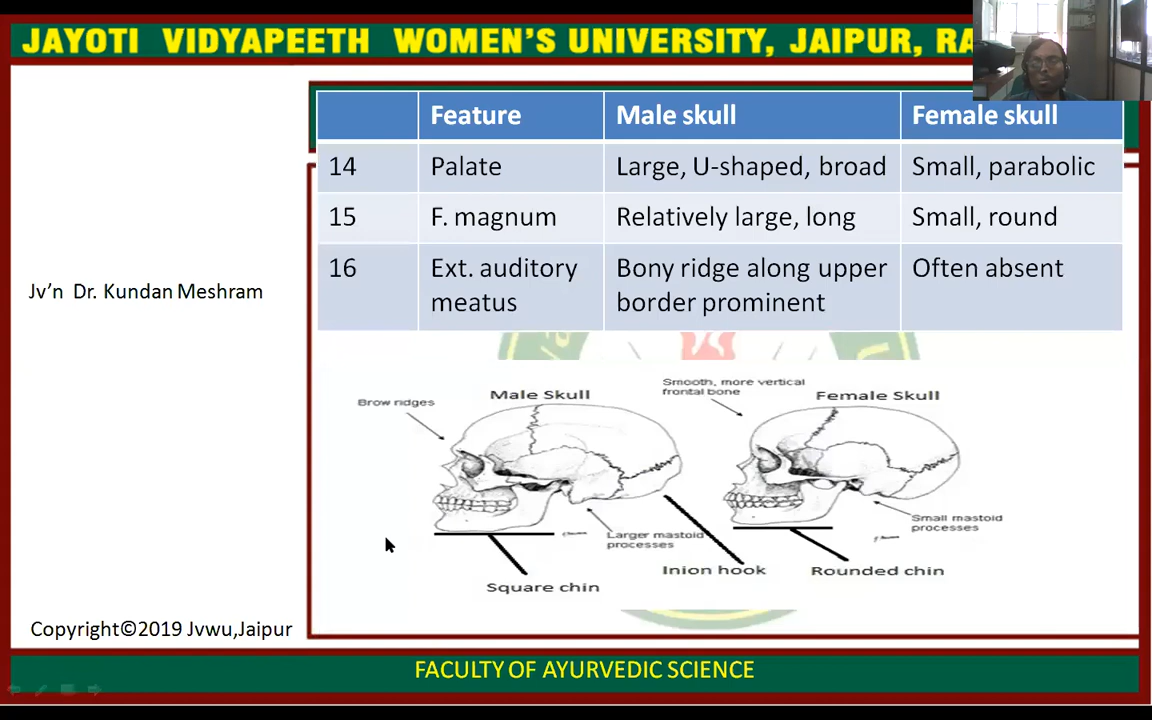 JAYOTI VIDYAPEETH WOMEN'S UNIVERSITY, JAIPUR, RA
Feature Male skull Female skull
14 Palate Large, U-shaped, broad Small, parabolic
15 F. magnum Relatively large, long Small, round
16 Ext. auditory meatus Bony ridge along upper border prominent Often absent
Jv'n Dr. Kundan Meshram
Brow ridges
Male Skull
Smooth, more vertical
frontal bone
Female Skull
Larger mastoid
processes
Small mastoid
processes
Square chin
Inion hook
Rounded chin
Copyright©2019 Jvwu,Jaipur
FACULTY OF AYURVEDIC SCIENCE